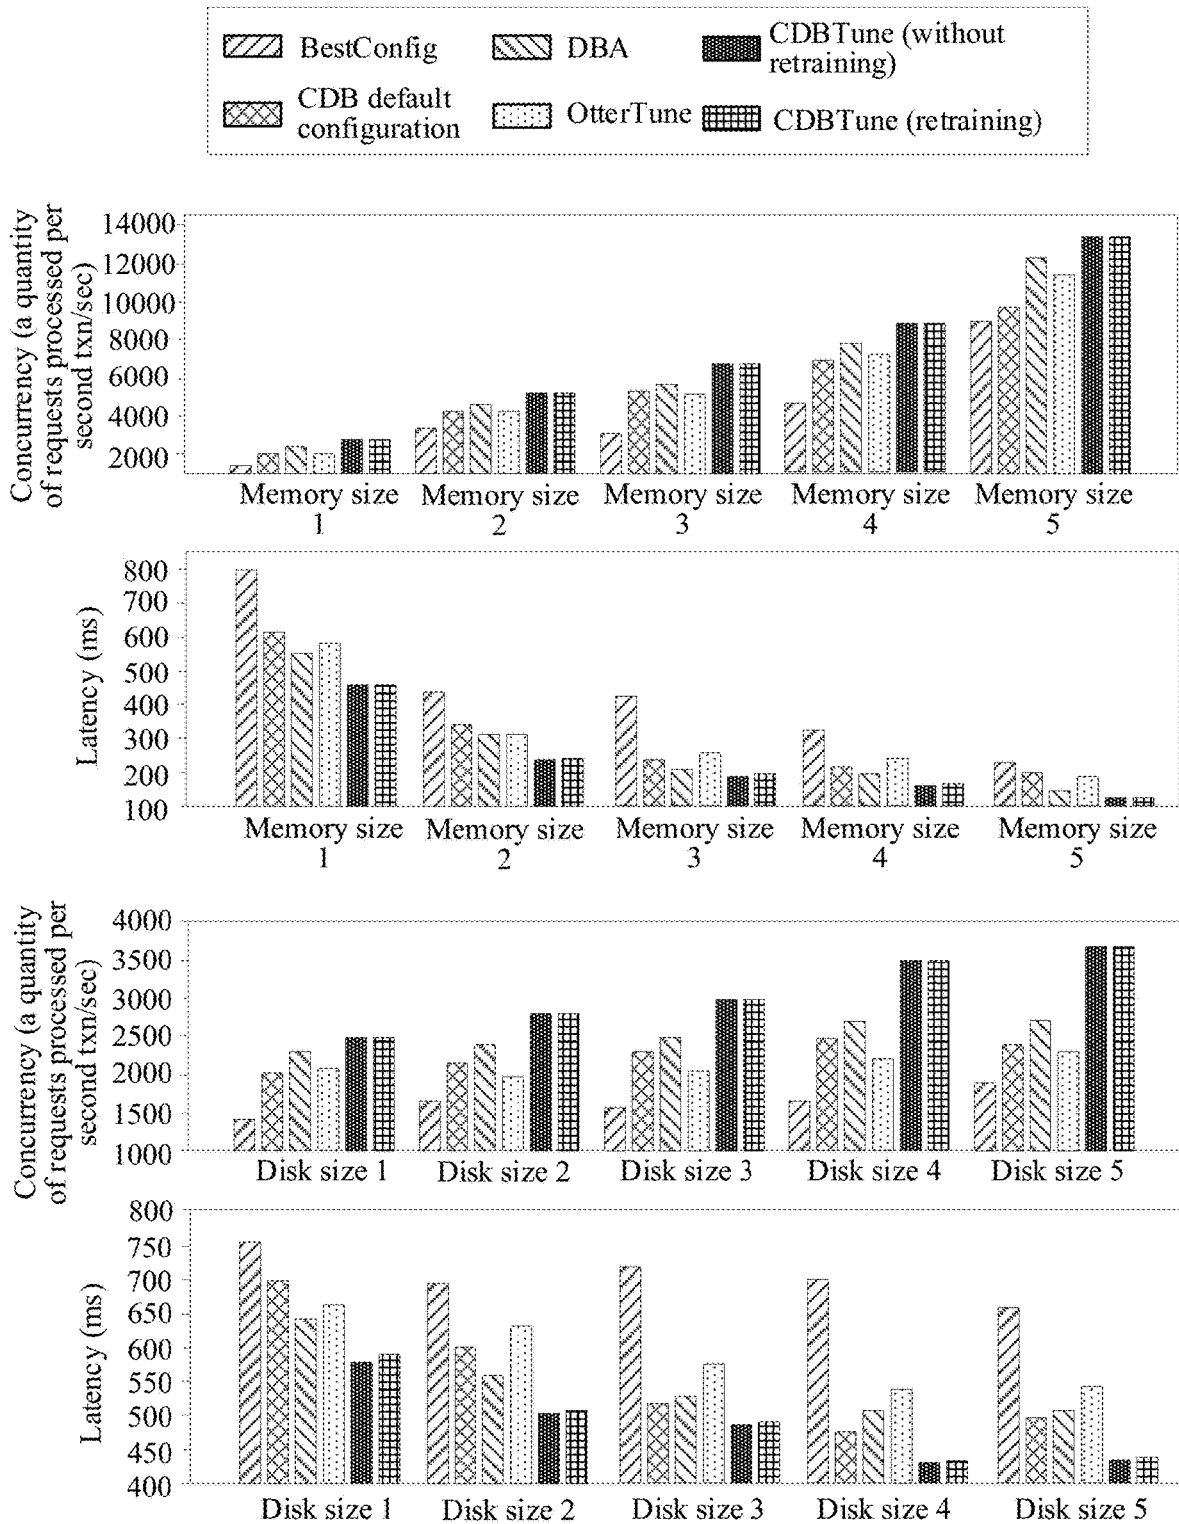 BestConfig
DBA
CDBTune (without
retraining)
CDB default
configuration
OtterTune
CDBTune (retraining)
Concurrency (a quantity
of requests processed per
second txn/sec)
14000
12000
10000
8000
6000
4000
2000
Memory size
1
Memory size
2
Memory size
3
Memory size
4
Memory size
5
Latency (ms)
800
700
600
500
400
300
200
100
Memory size
1
Memory size
2
Memory size
3
Memory size
4
Memory size
5
Concurrency (a quantity
of requests processed per
second txn/sec)
4000
3500
3000
2500
2000
1500
1000
Disk size 1
Disk size 2
Disk size 3
Disk size 4
Disk size 5
Latency (ms)
800
750
700
650
600
550
500
450
400
Disk size 1
Disk size 2
Disk size 3
Disk size 4
Disk size 5